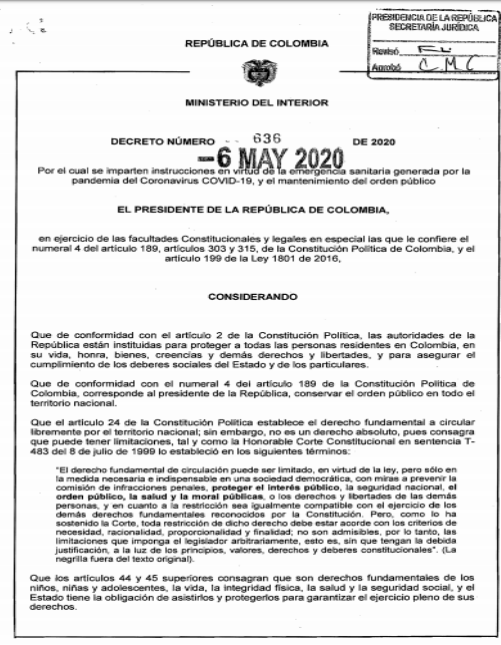 PRESIDENCIA DE LA REPÚBLICA
SECRETARÍA JURÍDICA
Revisó FL
Aprobó CMC
REPÚBLICA DE COLOMBIA
MINISTERIO DEL INTERIOR
DECRETO NÚMERO 636 DE 2020
6 MAY 2020
Por el cual se imparten instrucciones en virtud de la emergencia sanitaria generada por la
pandemia del Coronavirus COVID-19, y el mantenimiento del orden público
EL PRESIDENTE DE LA REPÚBLICA DE COLOMBIA,
en ejercicio de las facultades Constitucionales y legales en especial las que le confiere el
numeral 4 del artículo 189, artículos 303 y 315, de la Constitución Política de Colombia, y el
artículo 199 de la Ley 1801 de 2016,
CONSIDERANDO
Que de conformidad con el artículo 2 de la Constitución Política, las autoridades de la
República están instituidas para proteger a todas las personas residentes en Colombia, en
su vida, honra, bienes, creencias y demás derechos y libertades, y para asegurar el
cumplimiento de los deberes sociales del Estado y de los particulares.
Que de conformidad con el numeral 4 del artículo 189 de la Constitución Política de
Colombia, corresponde al presidente de la República, conservar el orden público en todo el
territorio nacional.
Que el artículo 24 de la Constitución Política establece el derecho fundamental a circular
libremente por el territorio nacional; sin embargo, no es un derecho absoluto, pues consagra
que puede tener limitaciones, tal y como la Honorable Corte Constitucional en sentencia T-
483 del 8 de julio de 1999 lo estableció en los siguientes términos:
"El derecho fundamental de circulación puede ser limitado, en virtud de la ley, pero sólo en
la medida necesaria e indispensable en una sociedad democrática, con miras a prevenir la
comisión de infracciones penales, proteger el interés público, la seguridad nacional, el
orden público, la salud y la moral públicas, o los derechos y libertades de las demás
personas, y en cuanto a la restricción sea igualmente compatible con el ejercicio de los
demás derechos fundamentales reconocidos por la Constitución. Pero, como lo ha
sostenido la Corte, toda restricción de dicho derecho debe estar acorde con los criterios de
necesidad, racionalidad, proporcionalidad y finalidad; no son admisibles, por lo tanto, las
limitaciones que imponga el legislador arbitrariamente, esto es, sin que tengan la debida
justificación, a la luz de los principios, valores, derechos y deberes constitucionales". (La
negrilla fuera del texto original).
Que los artículos 44 y 45 superiores consagran que son derechos fundamentales de los
niños, niñas y adolescentes, la vida, la integridad física, la salud y la seguridad social, y el
Estado tiene la obligación de asistirlos y protegerlos para garantizar el ejercicio pleno de sus
derechos.